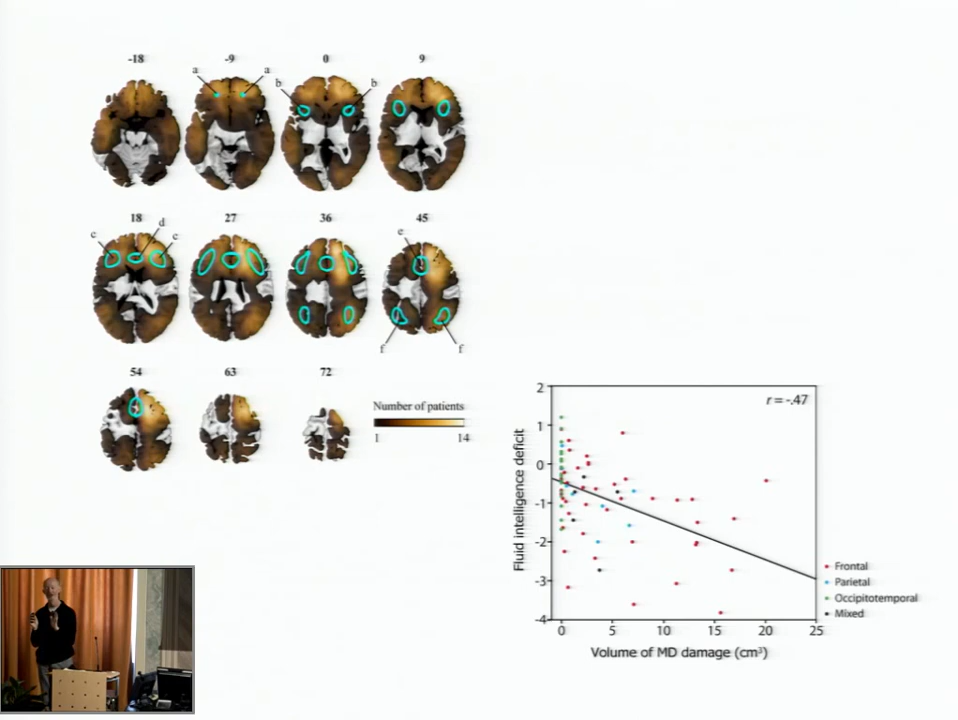 -18 -9 0 9
a a b b
18 27 36 45
c d c e
f f
54 63 72
Number of patients
1 14
r = -.47
Fluid intelligence deficit
2
1
0
-1
-2
-3
-4
0 5 10 15 20 25
Volume of MD damage (cm³)
Frontal
Parietal
Occipitotemporal
Mixed